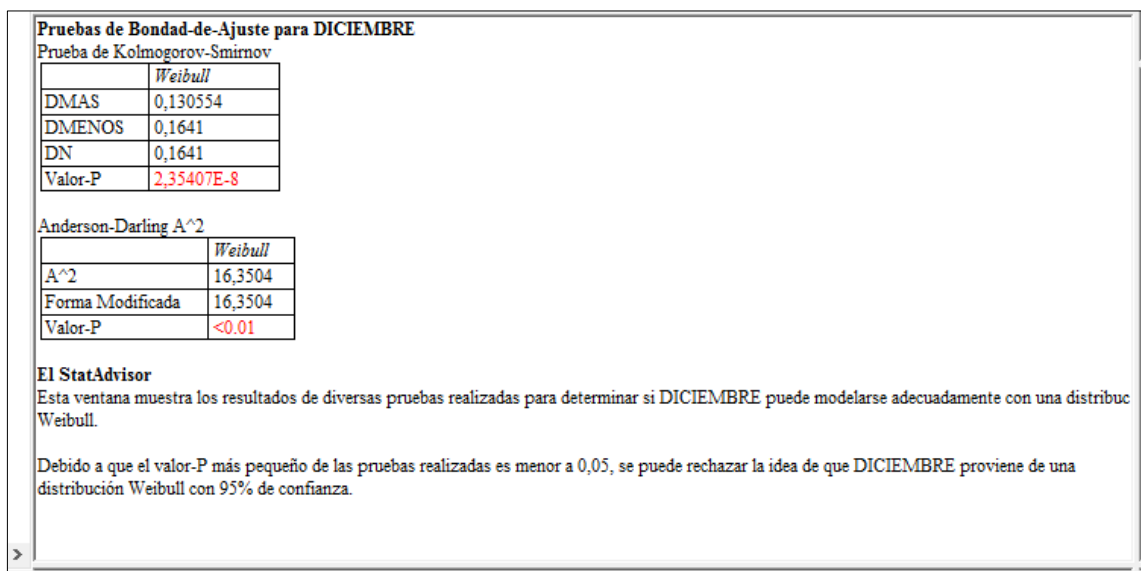 Pruebas de Bondad-de-Ajuste para DICIEMBRE
Prueba de Kolmogorov-Smirnov
Weibull
DMAS 0,130554
DMENOS 0,1641
DN 0,1641
Valor-P 2,35407E-8
Anderson-Darling A^2
Weibull
A^2 16,3504
Forma Modificada 16,3504
Valor-P <0.01
El StatAdvisor
Esta ventana muestra los resultados de diversas pruebas realizadas para determinar si DICIEMBRE puede modelarse adecuadamente con una distribuc
Weibull.
Debido a que el valor-P más pequeño de las pruebas realizadas es menor a 0,05, se puede rechazar la idea de que DICIEMBRE proviene de una
distribución Weibull con 95% de confianza.